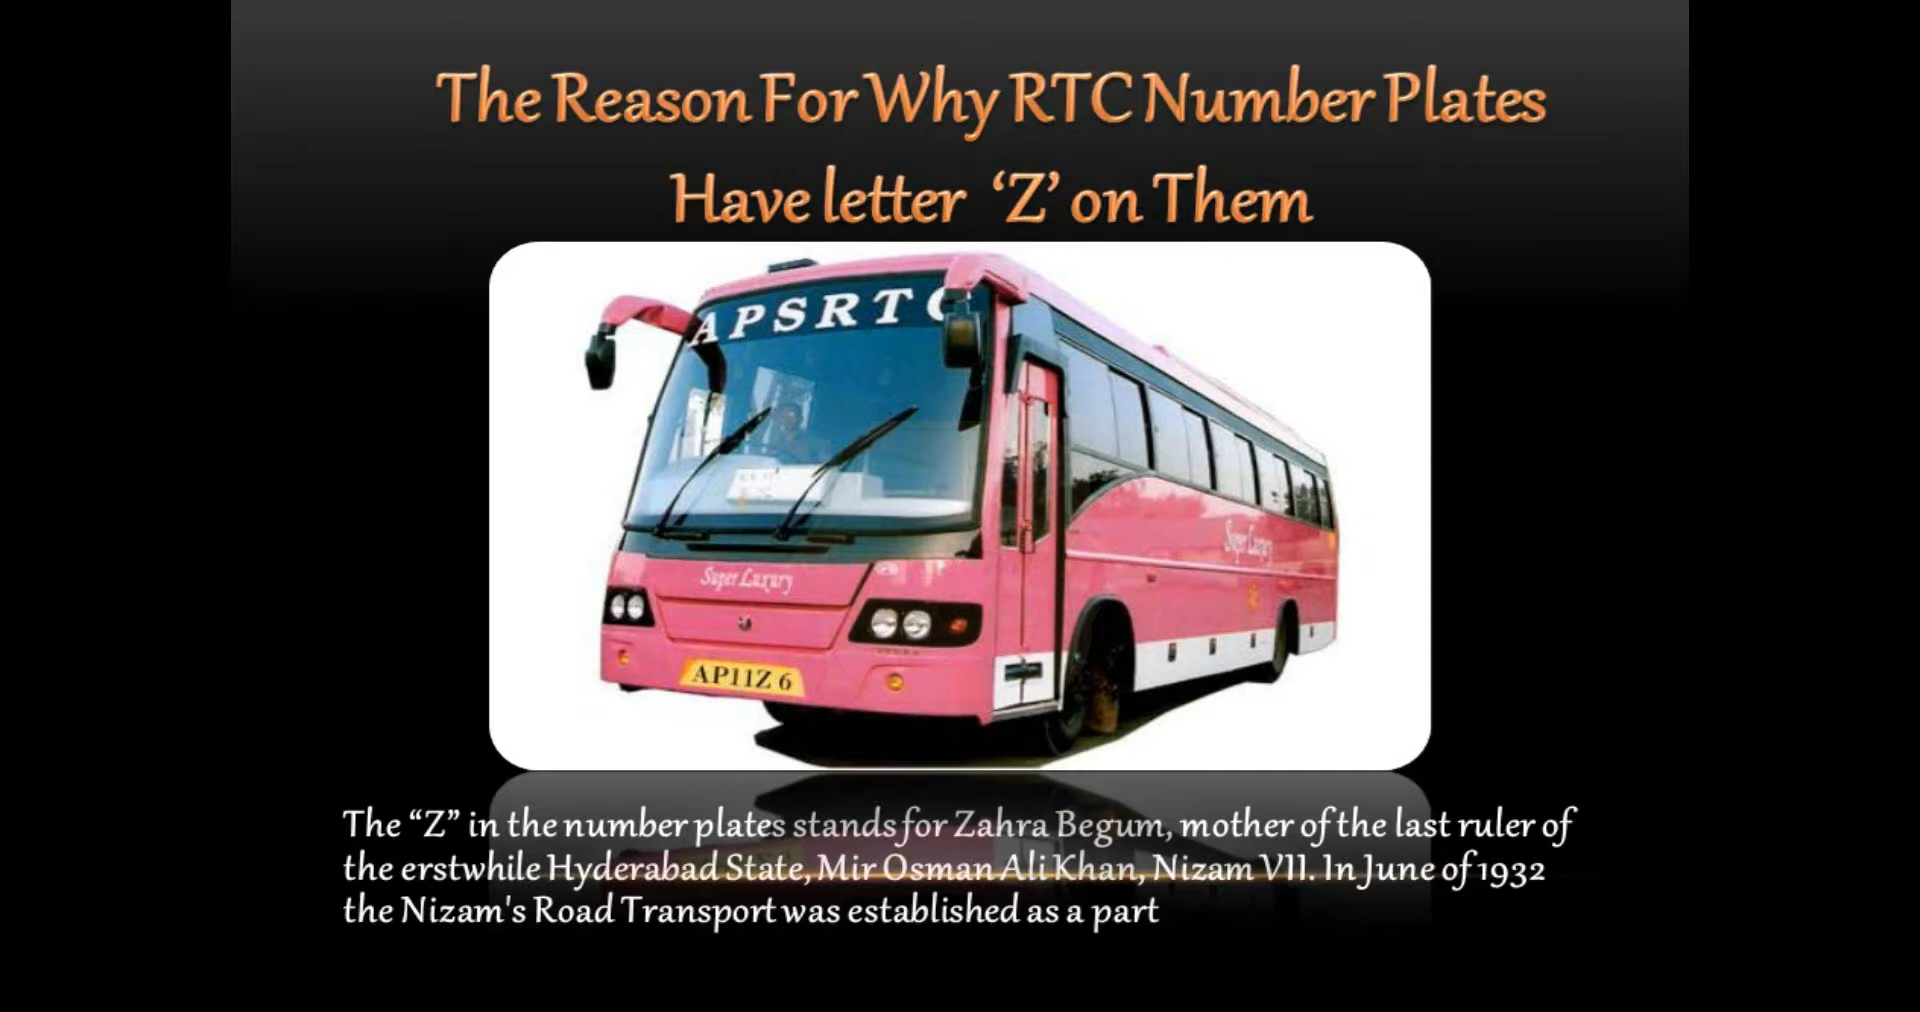 The Reason For Why RTC Number Plates
Have letter ‘Z’ on Them
APSRTC
Super Luxury
Super Luxury
AP11Z 6
The “Z” in the number plates stands for Zahra Begum, mother of the last ruler of
the erstwhile Hyderabad State, Mir Osman Ali Khan, Nizam VII. In June of 1932
the Nizam's Road Transport was established as a part